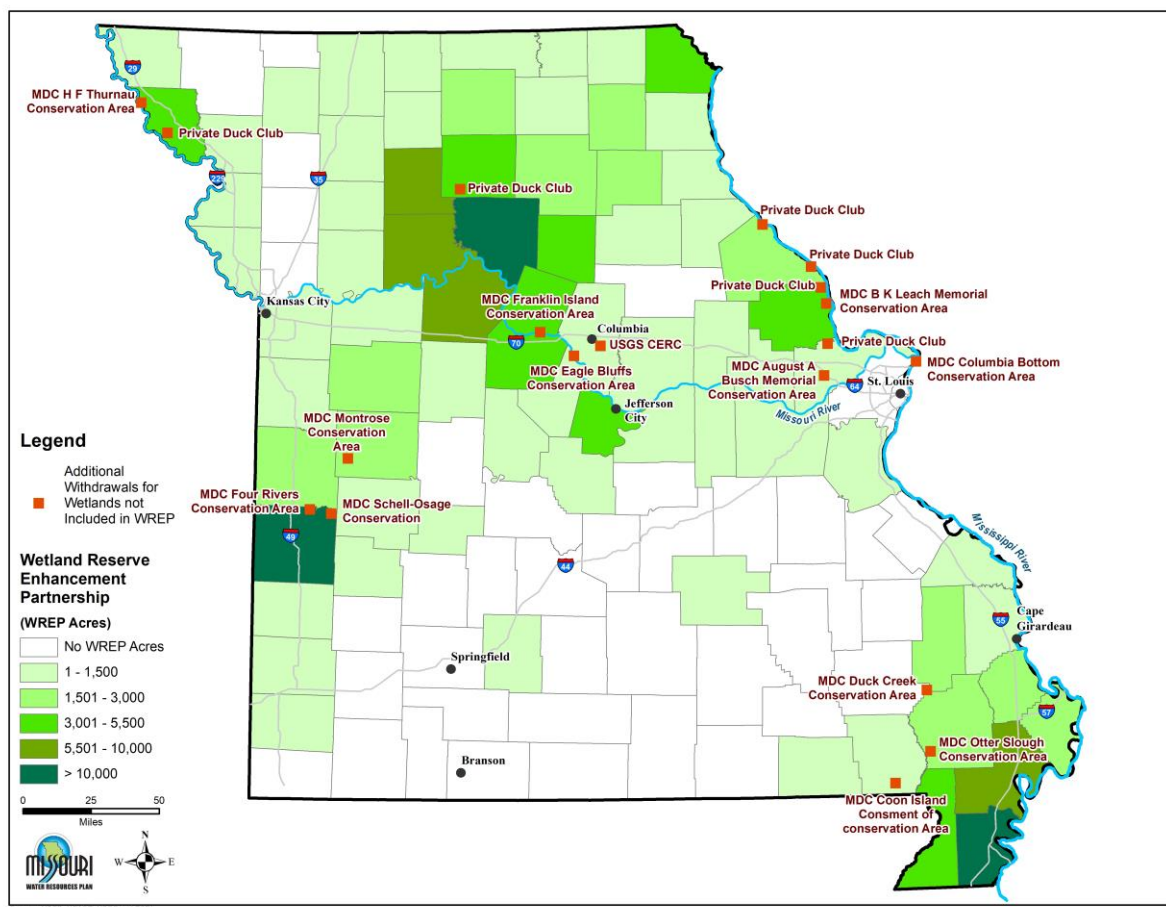 29
MDC H F Thurnau
Conservation Area
Private Duck Club
229
35
Private Duck Club
Private Duck Club
Private Duck Club
Private Duck Club
MDC B K Leach Memorial
Conservation Area
Kansas City
MDC Franklin Island
Conservation Area
70
Columbia
USGS CERC
Private Duck Club
MDC Eagle Bluffs
Conservation Area
MDC August A
Busch Memorial
Conservation Area
64
MDC Columbia Bottom
Conservation Area
St. Louis
Jefferson
City
Missouri River
MDC Montrose
Conservation
Area
MDC Four Rivers
Conservation Area
MDC Schell-Osage
Conservation
49
44
Mississippi River
55
Cape
Girardeau
Springfield
MDC Duck Creek
Conservation Area
57
MDC Otter Slough
Conservation Area
Branson
MDC Coon Island
Consment of
conservation Area
Legend
Additional
Withdrawals for
Wetlands not
Included in WREP
Wetland Reserve
Enhancement
Partnership
(WREP Acres)
No WREP Acres
1 - 1,500
1,501 - 3,000
3,001 - 5,500
5,501 - 10,000
> 10,000
0 25 50
Miles
MISSOURI
WATER RESOURCES PLAN
N
W E
S